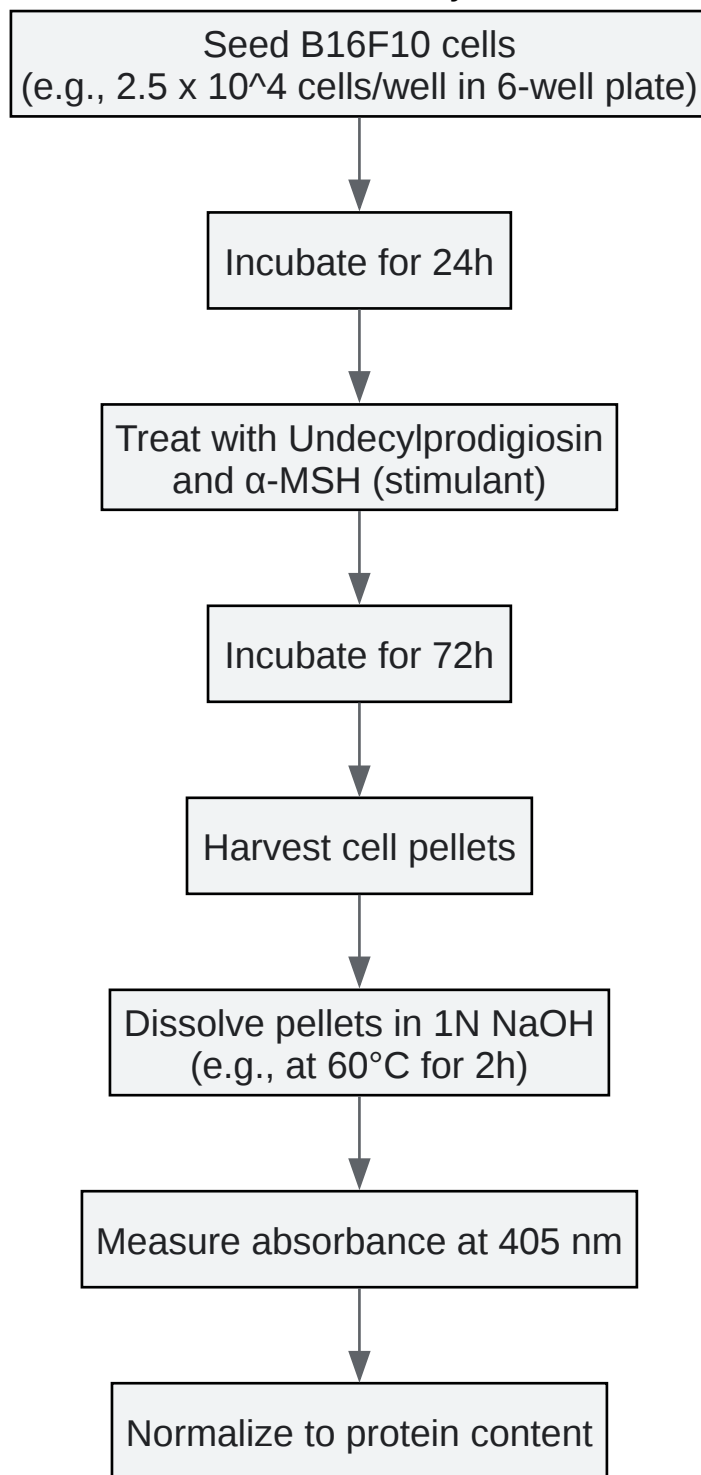 Seed B16F10 cells
(e.g., 2.5 x 10^4 cells/well in 6-well plate)
Incubate for 24h
Treat with Undecylprodigiosin
and α-MSH (stimulant)
Incubate for 72h
Harvest cell pellets
Dissolve pellets in 1N NaOH
(e.g., at 60°C for 2h)
Measure absorbance at 405 nm
Normalize to protein content